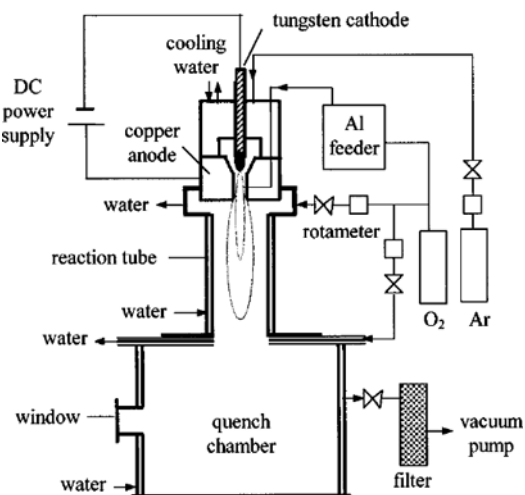 tungsten cathode
cooling
water
DC
power
supply
Al
feeder
copper
anode
water
rotameter
reaction tube
water
O₂
Ar
water
window
quench
chamber
vacuum
pump
water
filter